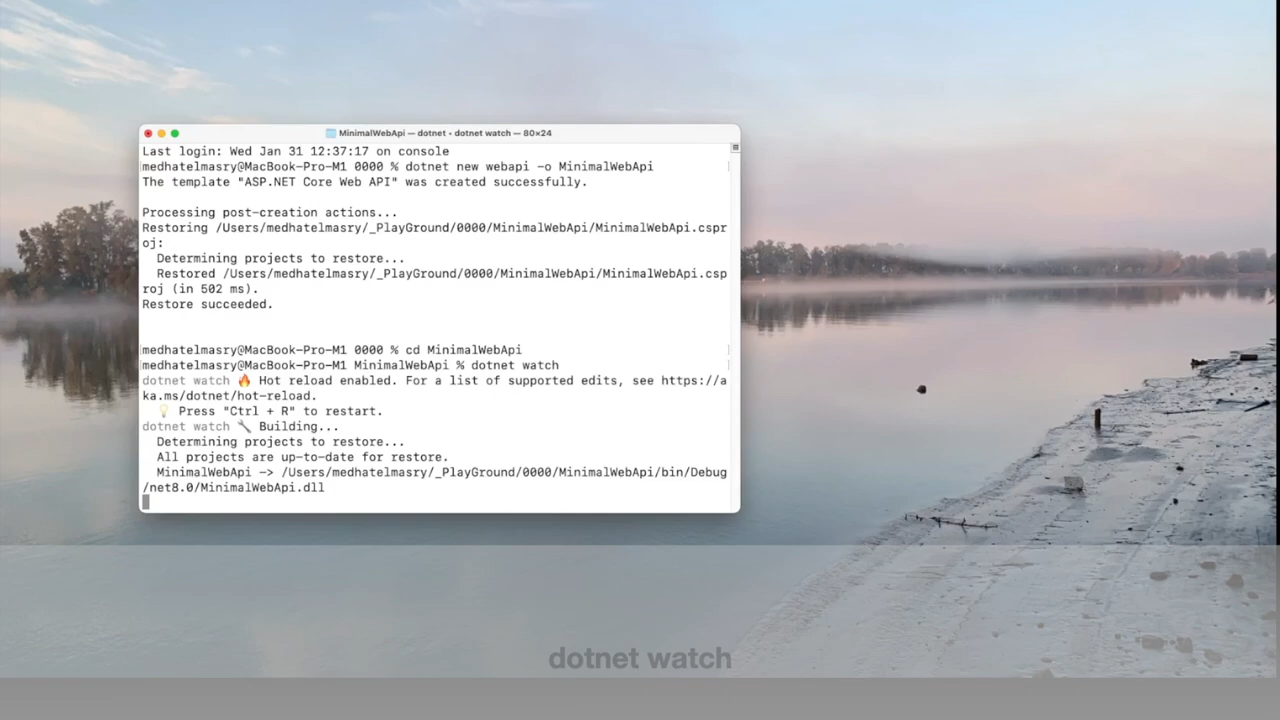 MinimalWebApi — dotnet • dotnet watch — 80×24
Last login: Wed Jan 31 12:37:17 on console
medhatelmasry@MacBook-Pro-M1 0000 % dotnet new webapi -o MinimalWebApi
The template "ASP.NET Core Web API" was created successfully.
Processing post-creation actions...
Restoring /Users/medhatelmasry/_PlayGround/0000/MinimalWebApi/MinimalWebApi.cspr
oj:
Determining projects to restore...
Restored /Users/medhatelmasry/_PlayGround/0000/MinimalWebApi/MinimalWebApi.csp
roj (in 502 ms).
Restore succeeded.
medhatelmasry@MacBook-Pro-M1 0000 % cd MinimalWebApi
medhatelmasry@MacBook-Pro-M1 MinimalWebApi % dotnet watch
dotnet watch 🔥 Hot reload enabled. For a list of supported edits, see https://a
ka.ms/dotnet/hot-reload.
💡 Press "Ctrl + R" to restart.
dotnet watch 🔧 Building...
Determining projects to restore...
All projects are up-to-date for restore.
MinimalWebApi -> /Users/medhatelmasry/_PlayGround/0000/MinimalWebApi/bin/Debug
/net8.0/MinimalWebApi.dll
dotnet watch